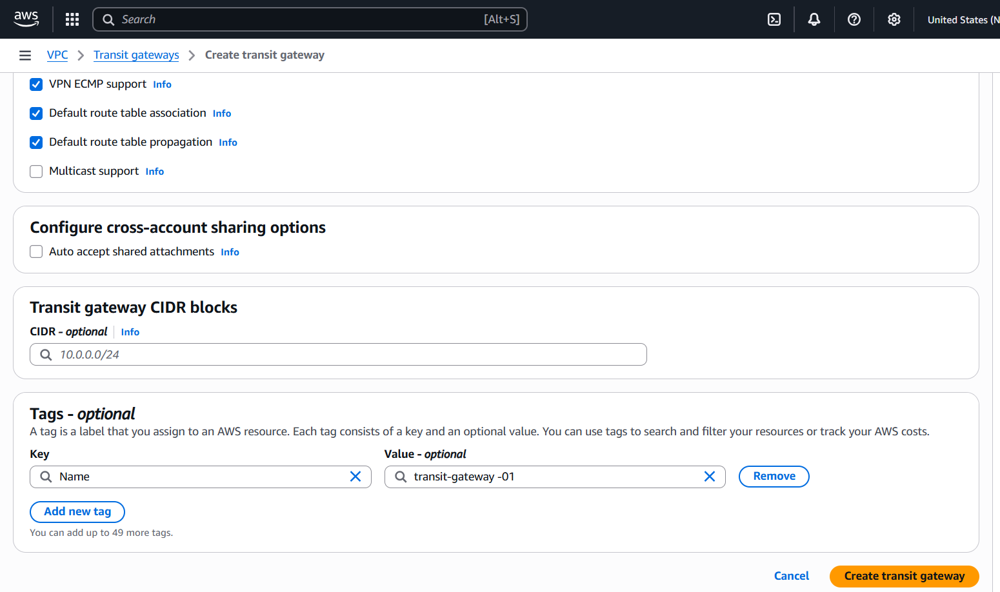 aws
Search [Alt+S]
United States (N
VPC Transit gateways Create transit gateway
VPN ECMP support Info
Default route table association Info
Default route table propagation Info
Multicast support Info
Configure cross-account sharing options
Auto accept shared attachments Info
Transit gateway CIDR blocks
CIDR - optional Info
10.0.0.0/24
Tags - optional
A tag is a label that you assign to an AWS resource. Each tag consists of a key and an optional value. You can use tags to search and filter your resources or track your AWS costs.
Key Value - optional
Name transit-gateway -01 Remove
Add new tag
You can add up to 49 more tags.
Cancel Create transit gateway